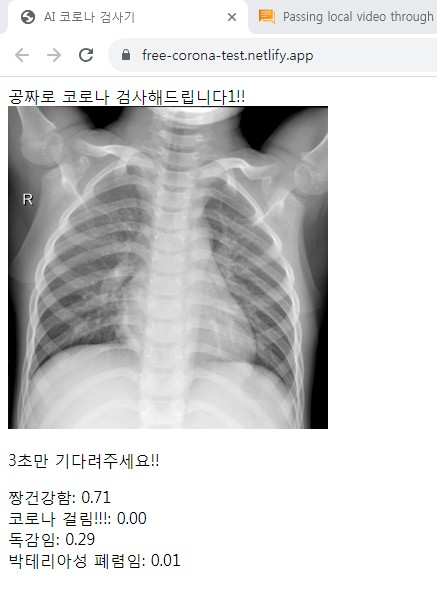 AI 코로나 검사기
Passing local video through
free-corona-test.netlify.app
공짜로 코로나 검사해드립니다1!!
R
3초만 기다려주세요!!
짱건강함: 0.71
코로나 걸림!!!: 0.00
독감임: 0.29
박테리아성 폐렴임: 0.01